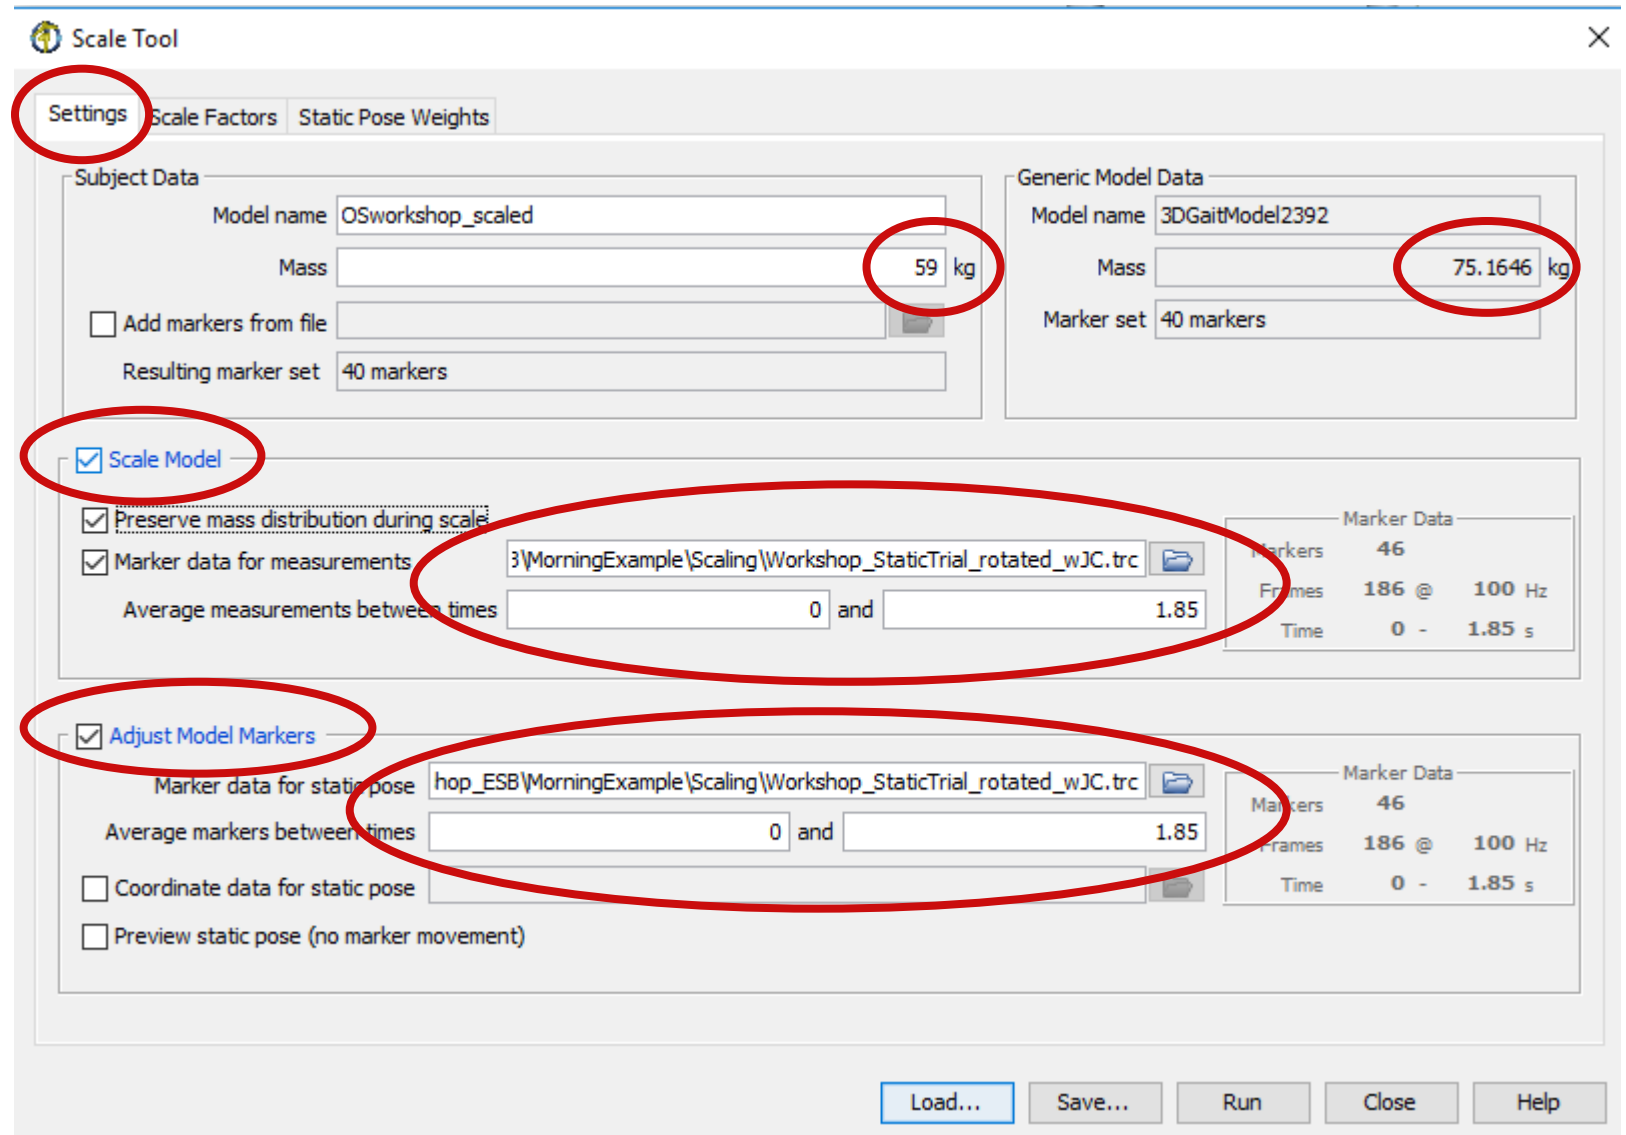 Scale Tool
Settings Scale Factors Static Pose Weights
Subject Data
Model name OSworkshop_scaled
Mass 59 kg
Add markers from file
Resulting marker set 40 markers
Generic Model Data
Model name 3DGaitModel2392
Mass 75.1646 kg
Marker set 40 markers
Scale Model
Preserve mass distribution during scale
Marker data for measurements 3\MorningExample\Scaling\Workshop_StaticTrial_rotated_wJC.trc
Average measurements between times 0 and 1.85
Marker Data
Markers 46
Frames 186 @ 100 Hz
Time 0 - 1.85 s
Adjust Model Markers
Marker data for static pose hop_ESB\MorningExample\Scaling\Workshop_StaticTrial_rotated_wJC.trc
Average markers between times 0 and 1.85
Coordinate data for static pose
Preview static pose (no marker movement)
Marker Data
Markers 46
Frames 186 @ 100 Hz
Time 0 - 1.85 s
Load... Save... Run Close Help